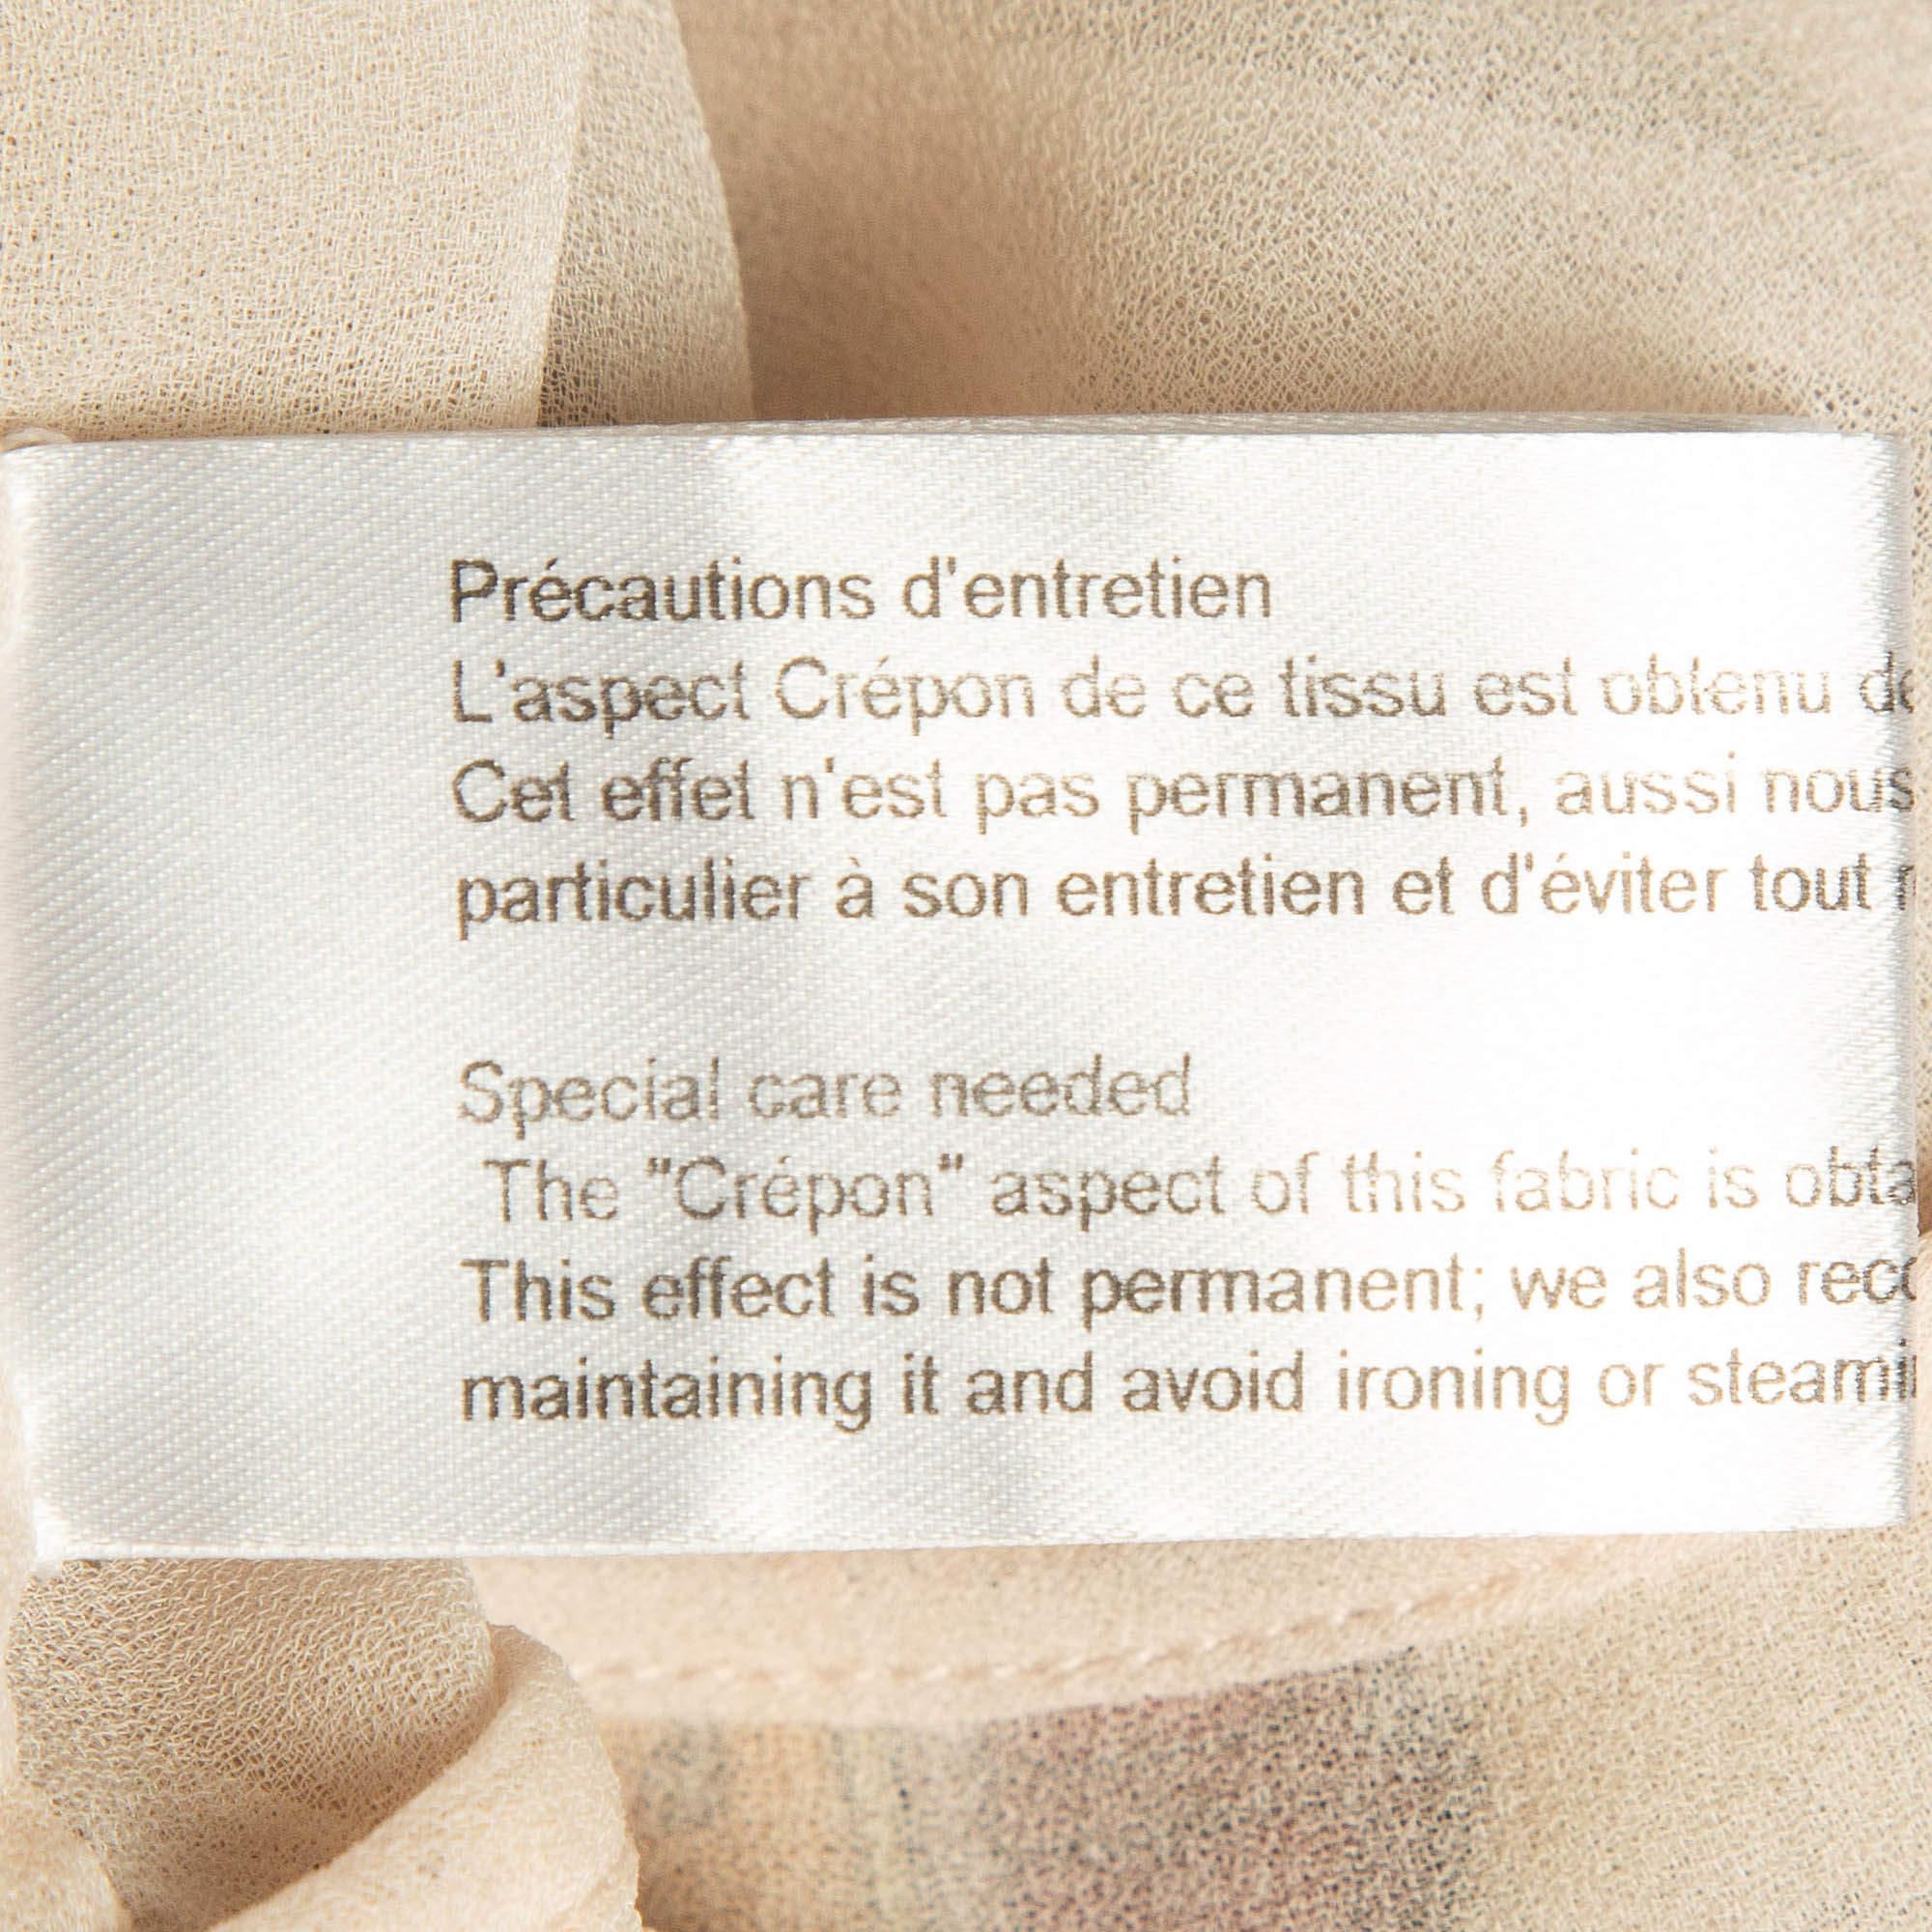 Précautions d'entretien
L'aspect Crépon de ce tissu est obtenu de
Cet effet n'est pas permanent, aussi nous
particulier à son entretien et d'éviter tout
Special care needed
The "Crépon" aspect of this fabric is obta
This effect is not permanent; we also reco
maintaining it and avoid ironing or steami